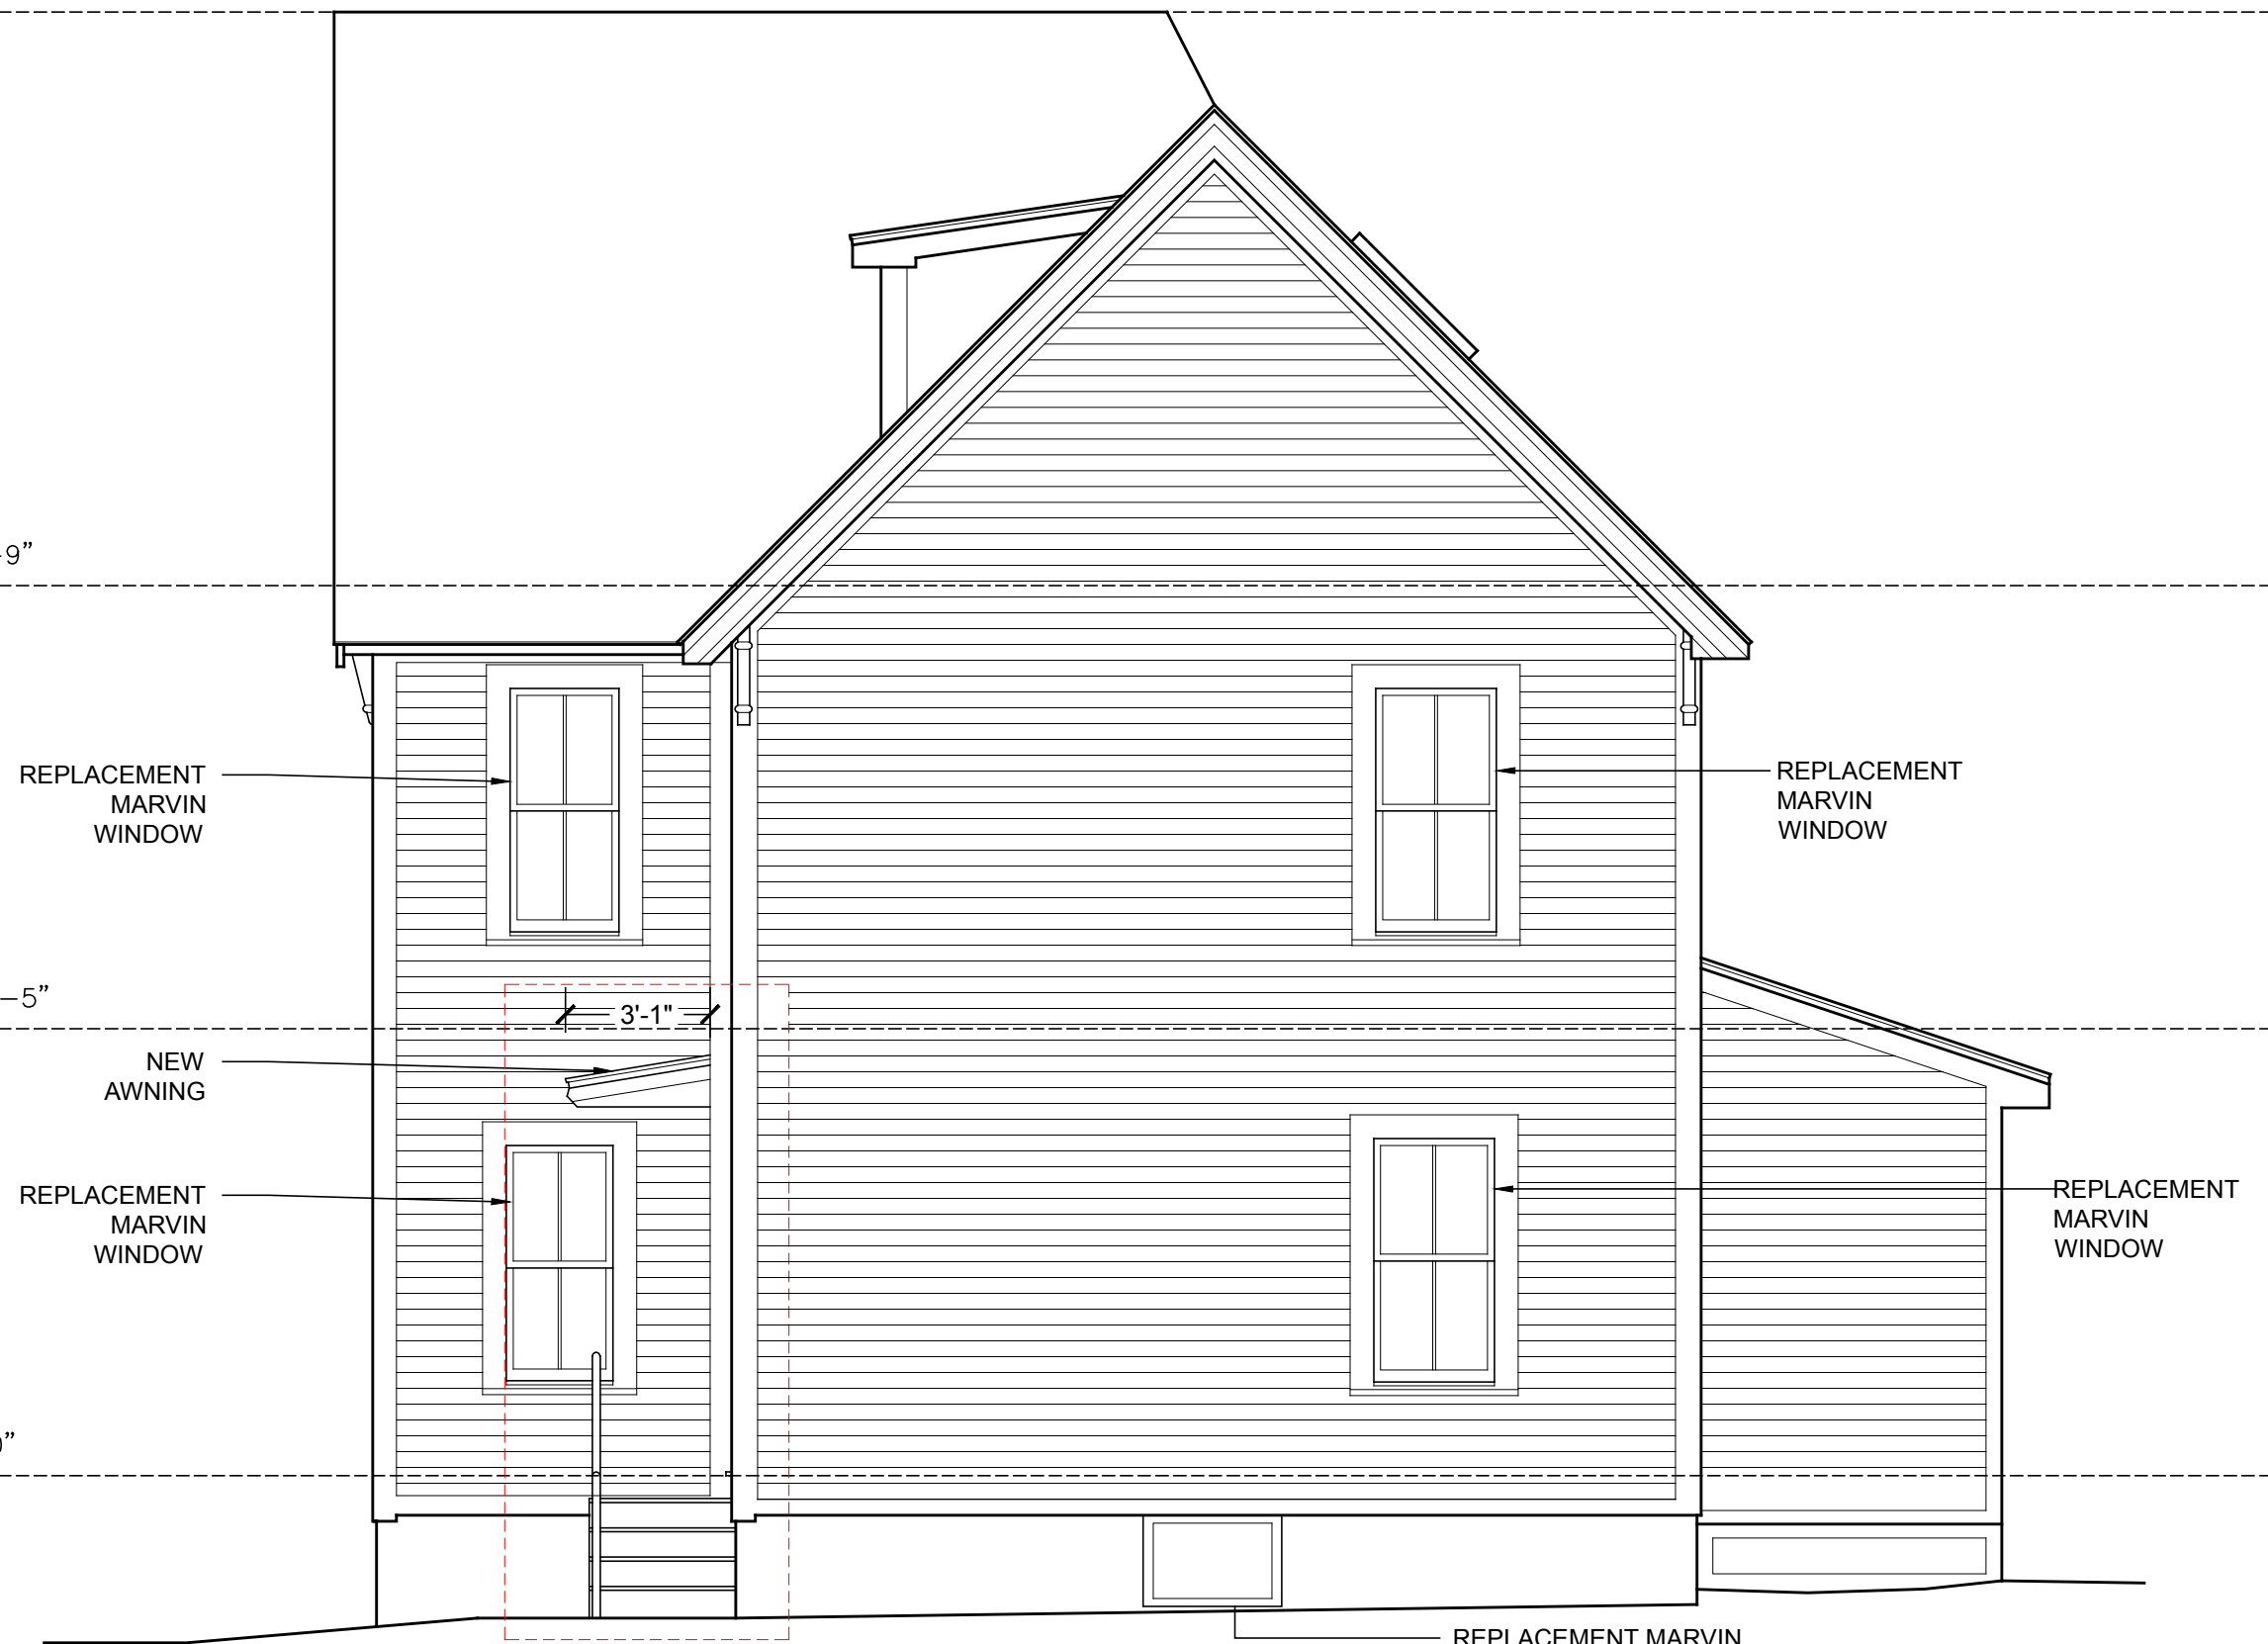 -9”
REPLACEMENT
MARVIN
WINDOW
REPLACEMENT
MARVIN
WINDOW
-5”
3'-1"
NEW
AWNING
REPLACEMENT
MARVIN
WINDOW
REPLACEMENT
MARVIN
WINDOW
REPLACEMENT MARVIN